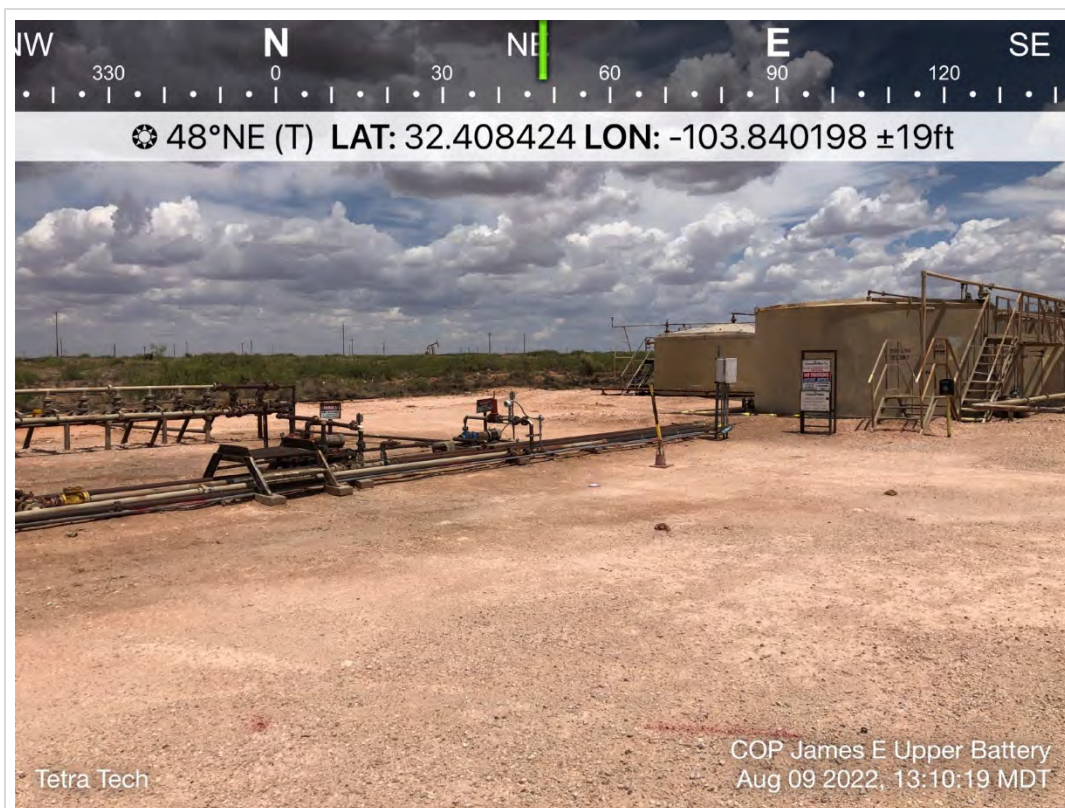 NW N NE E SE
330 0 30 60 90 120
48°NE (T) LAT: 32.408424 LON: -103.840198 ±19ft
COP James E Upper Battery
Tetra Tech Aug 09 2022, 13:10:19 MDT